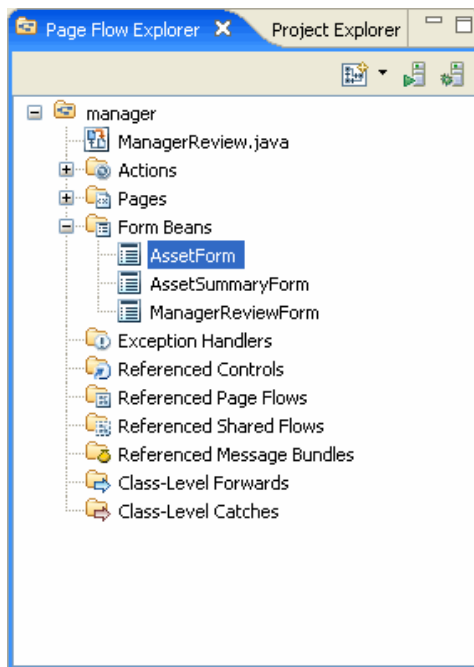 Page Flow Explorer Project Explorer
manager
ManagerReview.java
Actions
Pages
Form Beans
AssetForm
AssetSummaryForm
ManagerReviewForm
Exception Handlers
Referenced Controls
Referenced Page Flows
Referenced Shared Flows
Referenced Message Bundles
Class-Level Forwards
Class-Level Catches